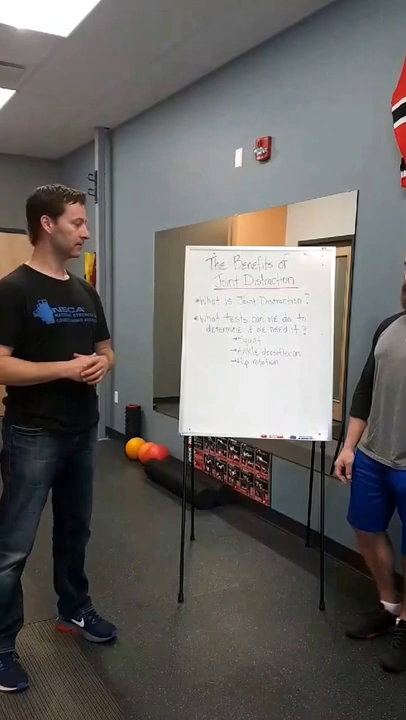 The Benefits of
Joint Distraction
* What is Joint Distraction?
* What tests can we do to
determine if we need it?
→ Squat
→ Ankle dorsiflexion
→ Hip rotation
NSCA